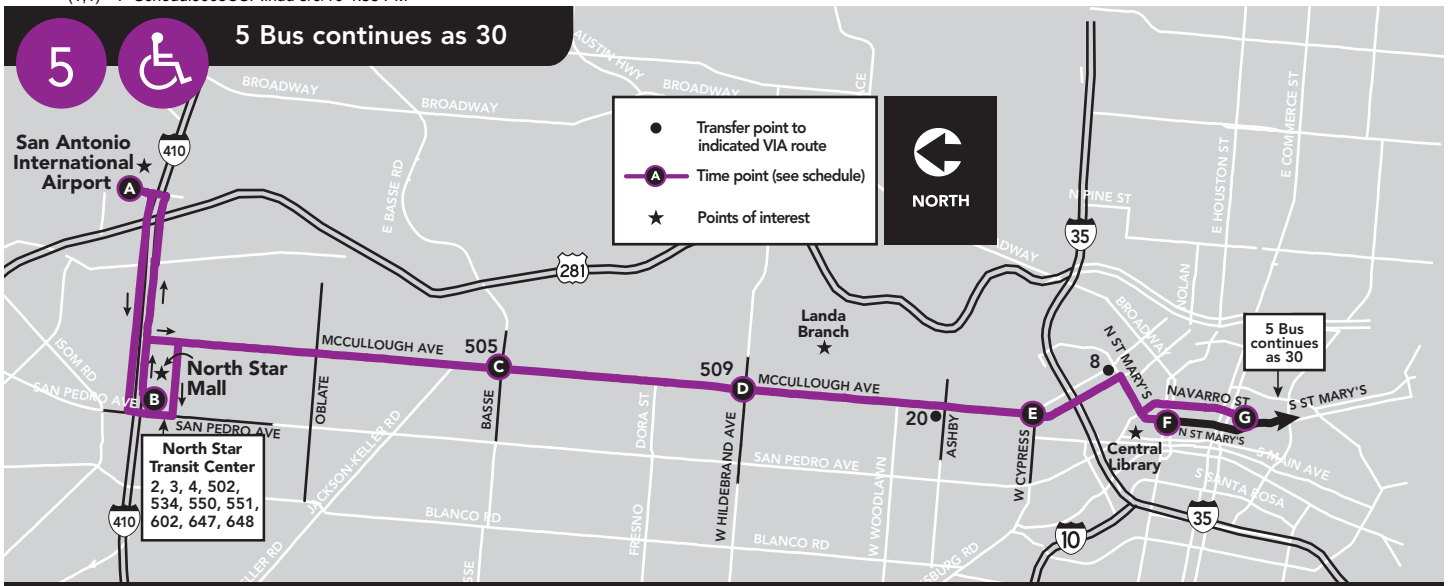 5
5 Bus continues as 30
AUSTIN HWY
BROADWAY
BROADWAY
BROADWAY
410
San Antonio
International
Airport
A
E BASSE RD
Transfer point to
indicated VIA route
A
Time point (see schedule)
Points of interest
NORTH
E COMMERCE ST
E HOUSTON ST
N PINE ST
35
281
NOLAN
BROADWAY
Landa
Branch
5 Bus
continues
as 30
N ST MARY'S
8
ISOM RD
MCCULLOUGH AVE
505
C
509
D
MCCULLOUGH AVE
North Star
Mall
B
SAN PEDRO AVE
SAN PEDRO AVE
OBLATE
BASSE
JACKSON-KELLER RD
DORA ST
W HILDEBRAND AVE
20
ASHBY
E
W CYPRESS
NAVARRO ST
G
S ST MARY'S
F
N ST MARY'S
Central
Library
S MAIN AVE
S SANTA ROSA
North Star
Transit Center
2, 3, 4, 502,
534, 550, 551,
602, 647, 648
410
SAN PEDRO AVE
BLANCO RD
BLANCO RD
FRESNO
W WOODLAWN
10
35